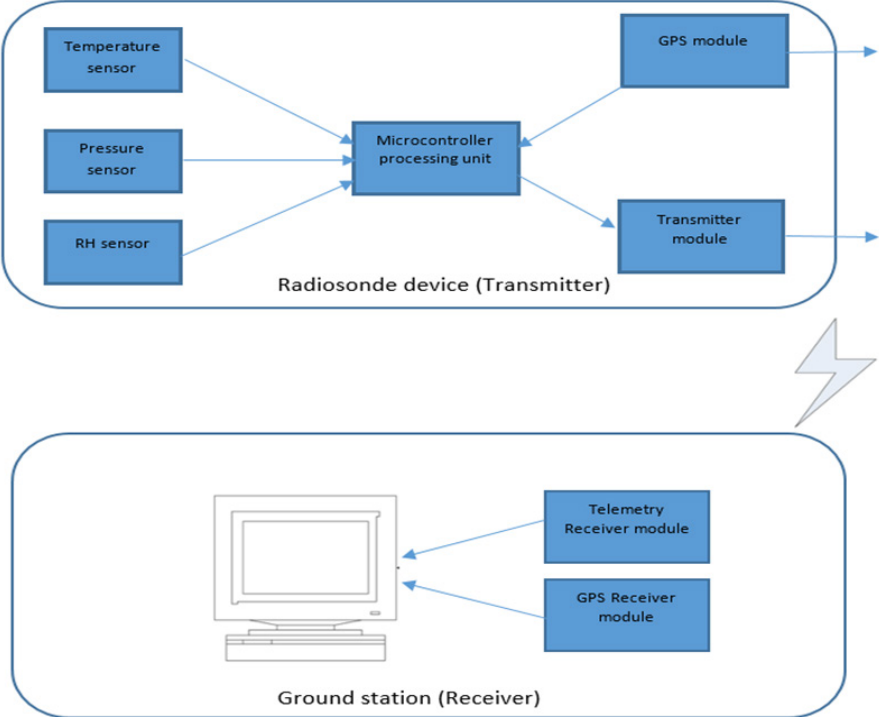 Temperature
sensor
GPS module
Pressure
sensor
Microcontroller
processing unit
RH sensor
Transmitter
module
Radiosonde device (Transmitter)
Telemetry
Receiver module
GPS Receiver
module
Ground station (Receiver)